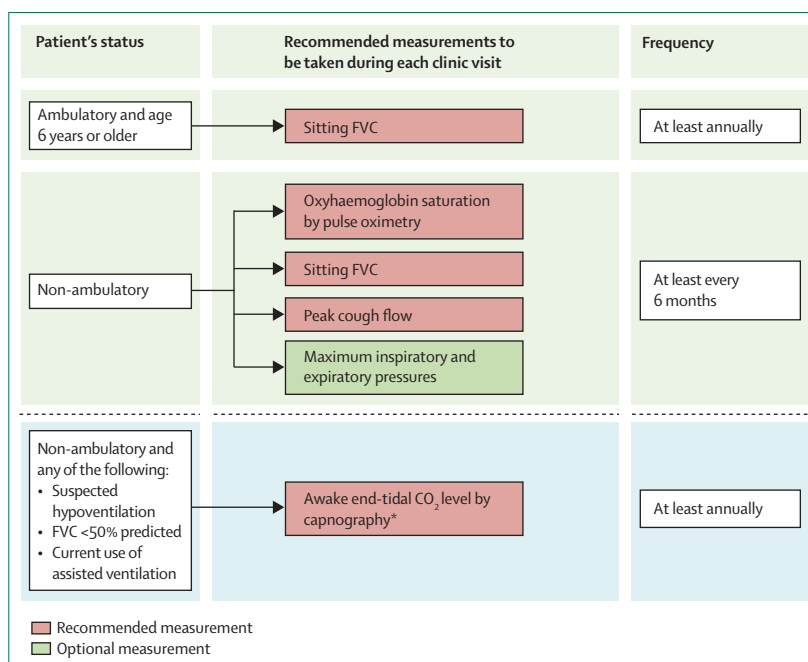 Patient's status
Recommended measurements to
be taken during each clinic visit
Frequency
Ambulatory and age
6 years or older
Sitting FVC
At least annually
Non-ambulatory
Oxyhaemoglobin saturation
by pulse oximetry
Sitting FVC
Peak cough flow
Maximum inspiratory and
expiratory pressures
At least every
6 months
Non-ambulatory and
any of the following:
• Suspected
hypoventilation
• FVC <50% predicted
• Current use of
assisted ventilation
Awake end-tidal CO₂ level by
capnography*
At least annually
Recommended measurement
Optional measurement